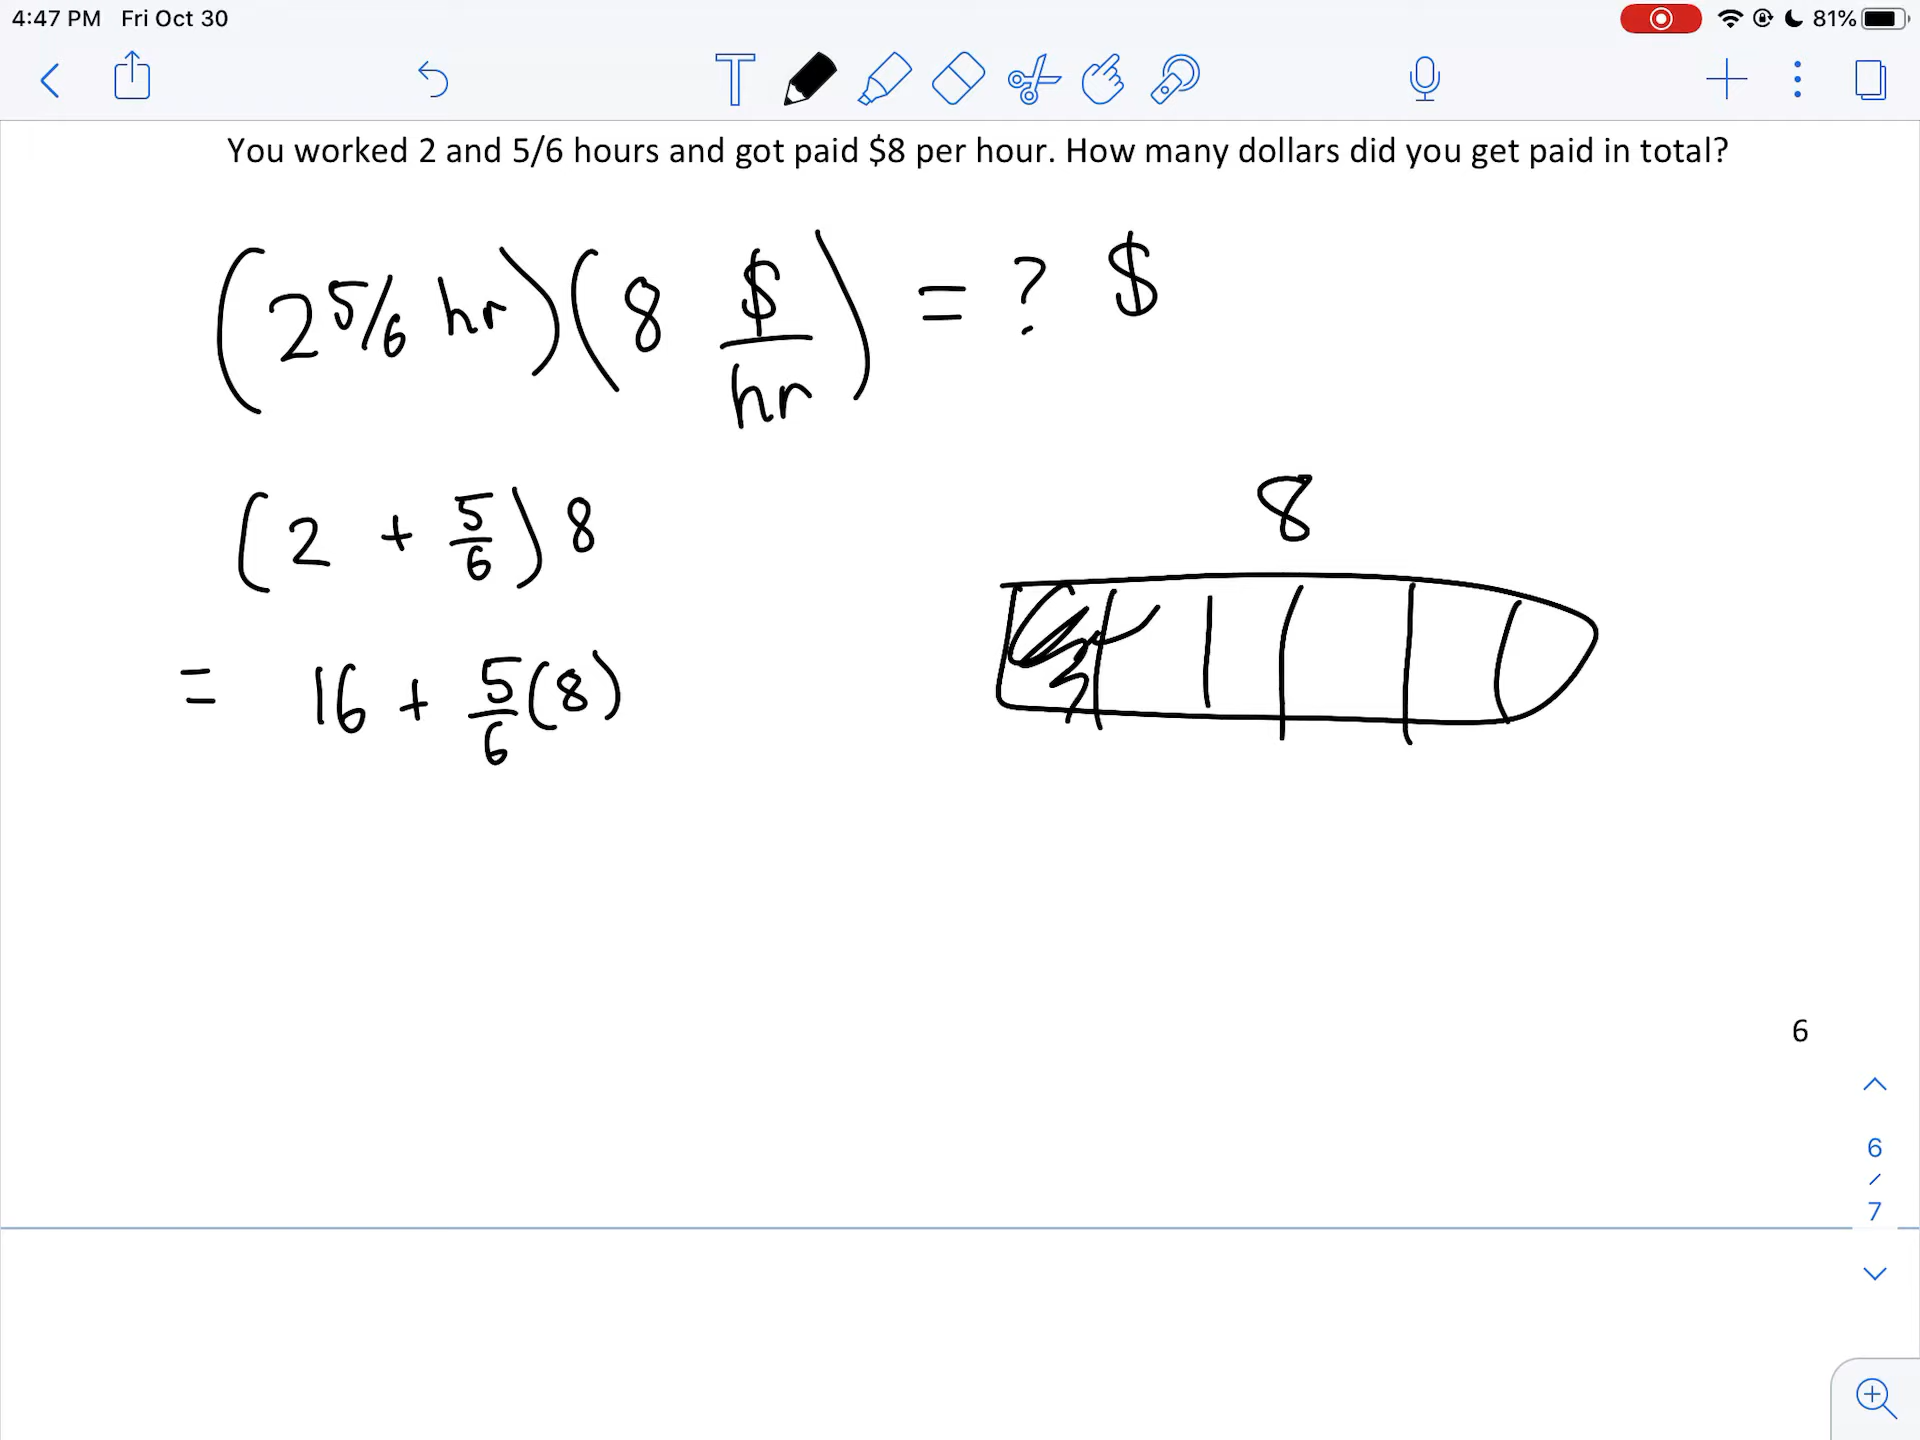 4:47 PM Fri Oct 30
81%
T
You worked 2 and 5/6 hours and got paid $8 per hour. How many dollars did you get paid in total?
(2 5/6 hr)(8 $/hr) = ? $
(2 + 5/6) 8
8
= 16 + 5/6 (8)
6
6
/
7